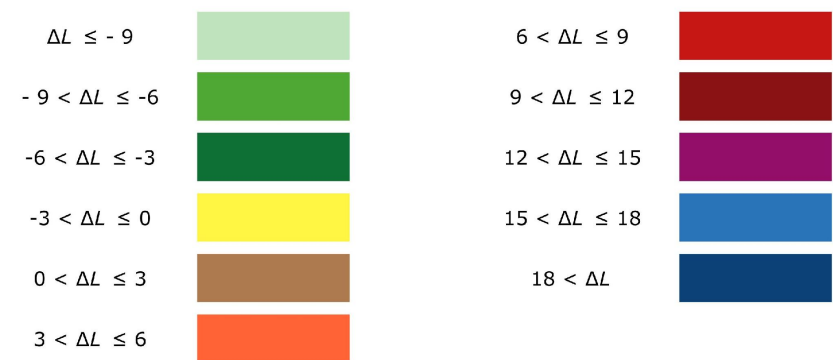 ΔL ≤ - 9
- 9 < ΔL ≤ -6
-6 < ΔL ≤ -3
-3 < ΔL ≤ 0
0 < ΔL ≤ 3
3 < ΔL ≤ 6
6 < ΔL ≤ 9
9 < ΔL ≤ 12
12 < ΔL ≤ 15
15 < ΔL ≤ 18
18 < ΔL